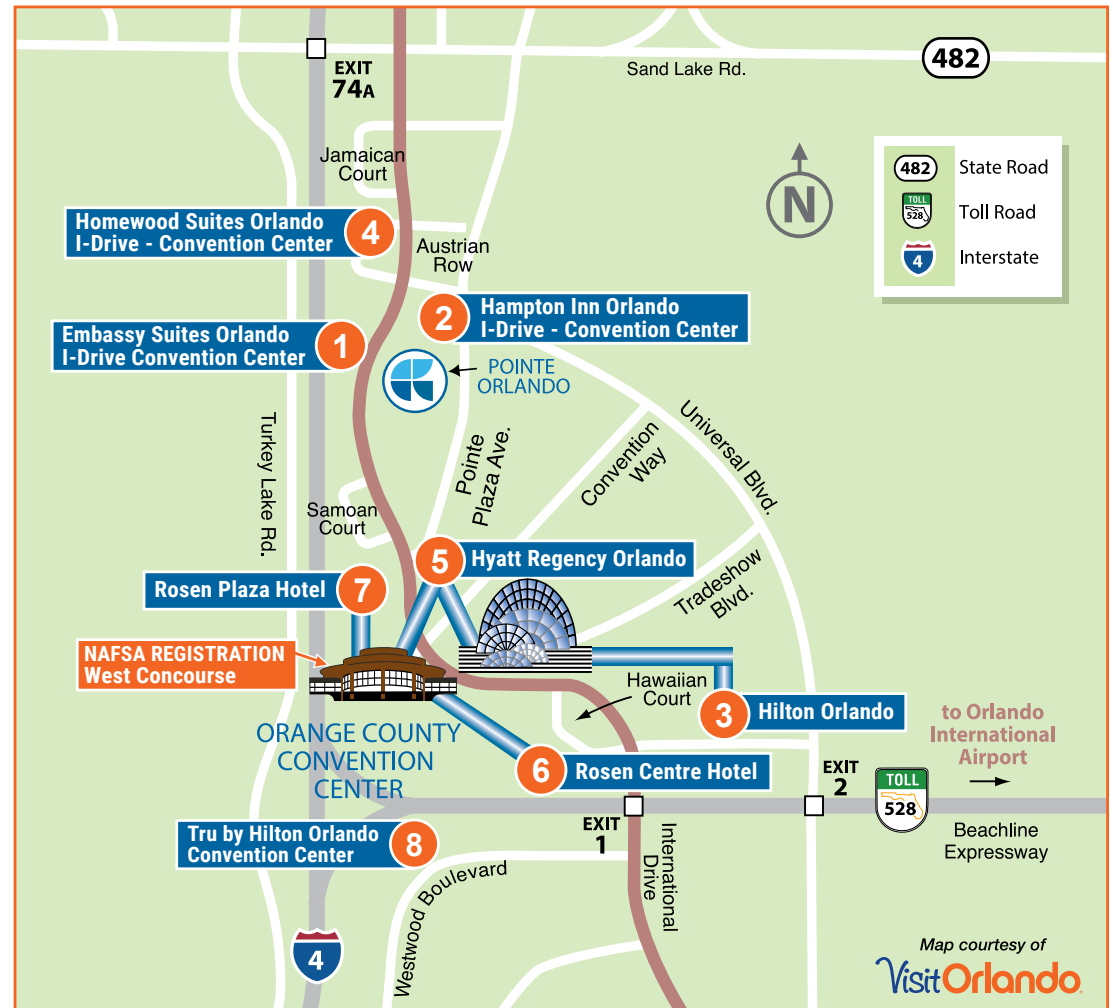 EXIT
74A
Sand Lake Rd.
482
Jamaican
Court
N
482 State Road
TOLL
528
Toll Road
4 Interstate
Homewood Suites Orlando
I-Drive - Convention Center
4
Austrian
Row
2
Hampton Inn Orlando
I-Drive - Convention Center
Embassy Suites Orlando
I-Drive Convention Center
1
POINTE
ORLANDO
Turkey Lake Rd.
Pointe
Plaza Ave.
Convention
Way
Universal Blvd.
Samoan
Court
5
Hyatt Regency Orlando
Tradeshow
Blvd.
Rosen Plaza Hotel
7
NAFSA REGISTRATION
West Concourse
Hawaiian
Court
3
Hilton Orlando
to Orlando
International
Airport
ORANGE COUNTY
CONVENTION
CENTER
6
Rosen Centre Hotel
EXIT
2
TOLL
528
Beachline
Expressway
EXIT
1
International
Drive
Tru by Hilton Orlando
Convention Center
8
Westwood Boulevard
4
Map courtesy of
Visit Orlando